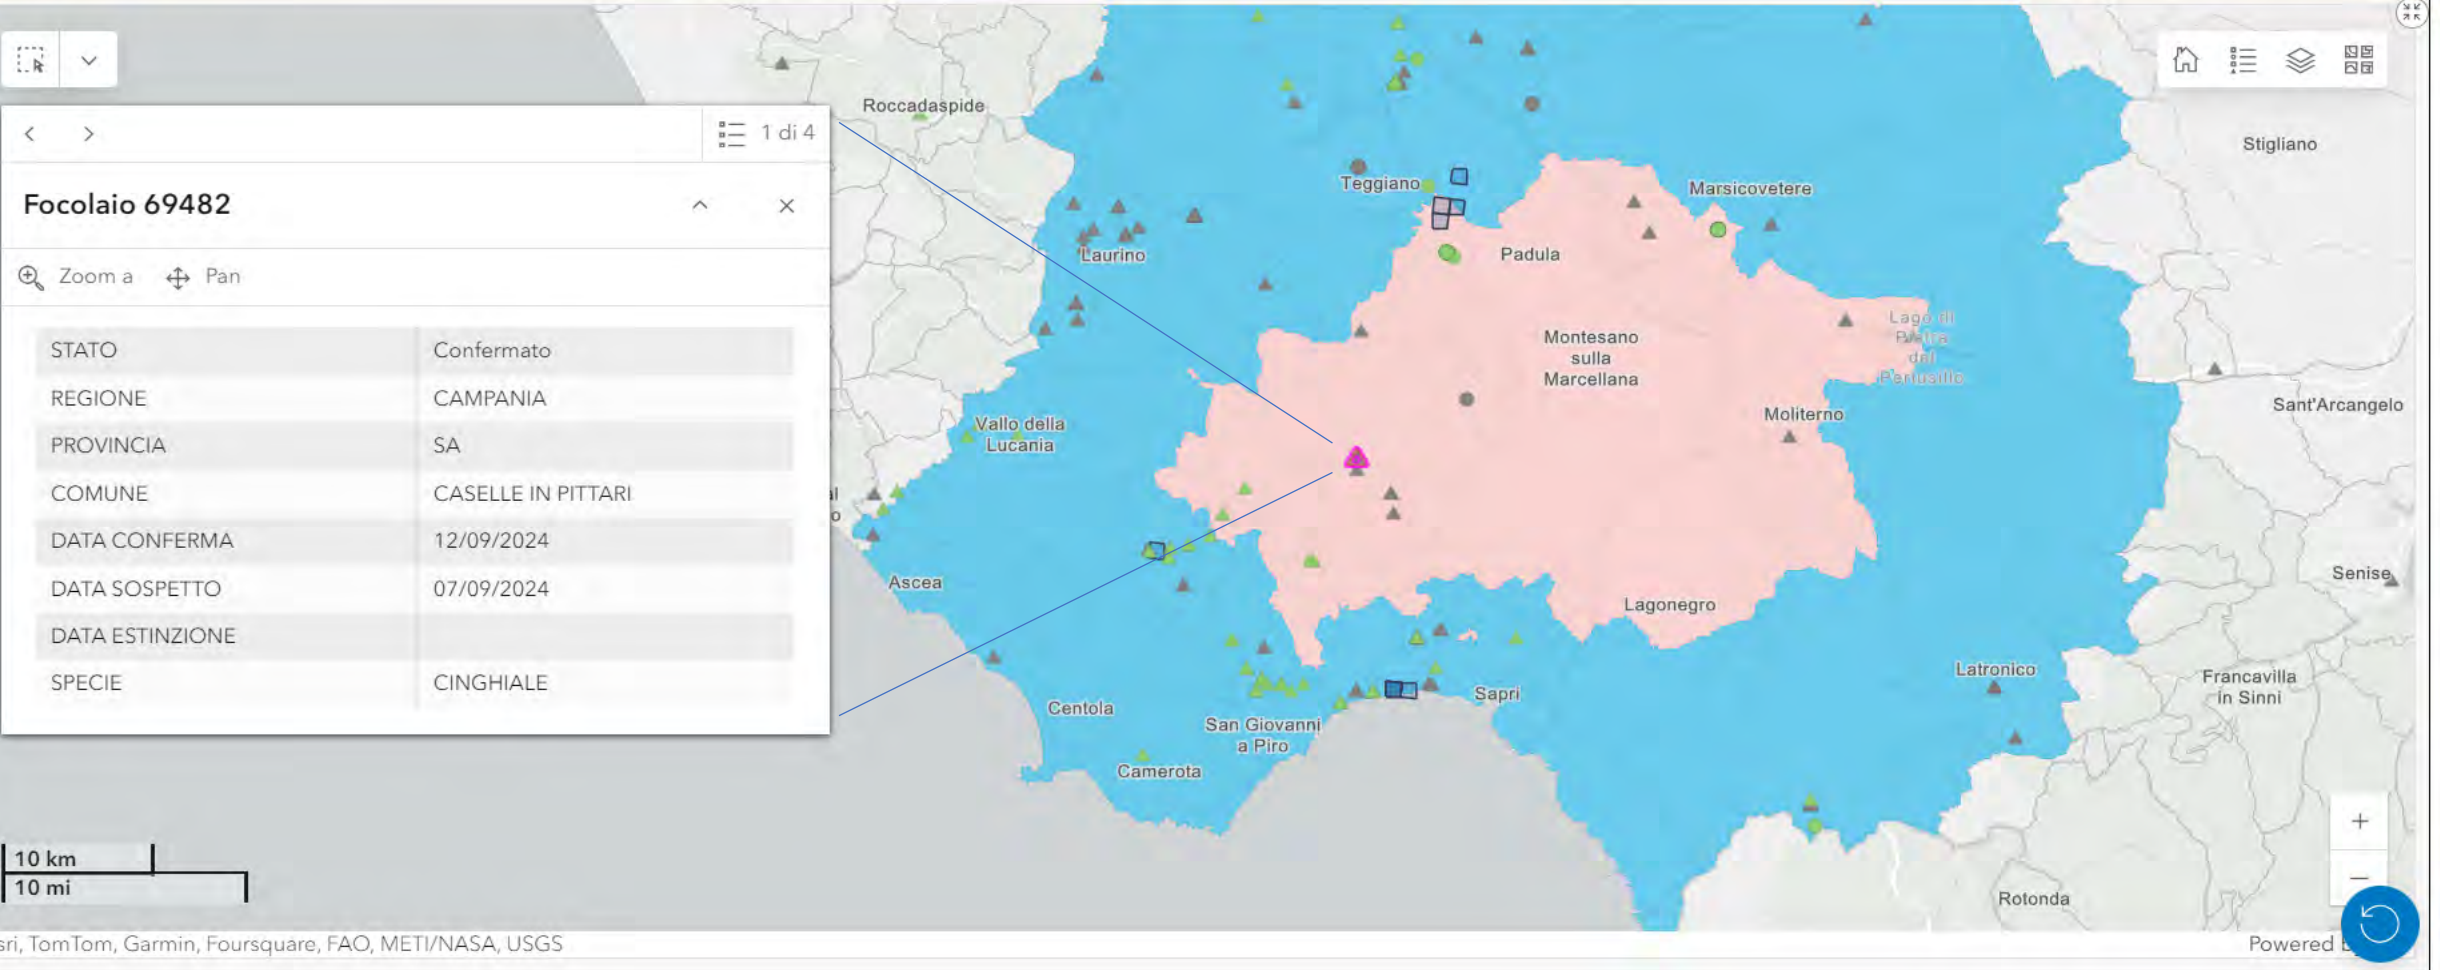 1 di 4
Focolaio 69482
Zoom a
Pan
STATO Confermato
REGIONE CAMPANIA
PROVINCIA SA
COMUNE CASELLE IN PITTARI
DATA CONFERMA 12/09/2024
DATA SOSPETTO 07/09/2024
DATA ESTINZIONE
SPECIE CINGHIALE
Roccadaspide
Stigliano
Teggiano
Marsicovetere
Laurino
Padula
Lago di
Pietra
del
Pertusillo
Montesano
sulla
Marcellana
Sant'Arcangelo
Moliterno
Vallo della
Lucania
Ascea
Senise
Lagonegro
Latronico
Francavilla
in Sinni
Sapri
Centola
San Giovanni
a Piro
Camerota
Rotonda
10 km
10 mi
sri, TomTom, Garmin, Foursquare, FAO, METI/NASA, USGS
Powered